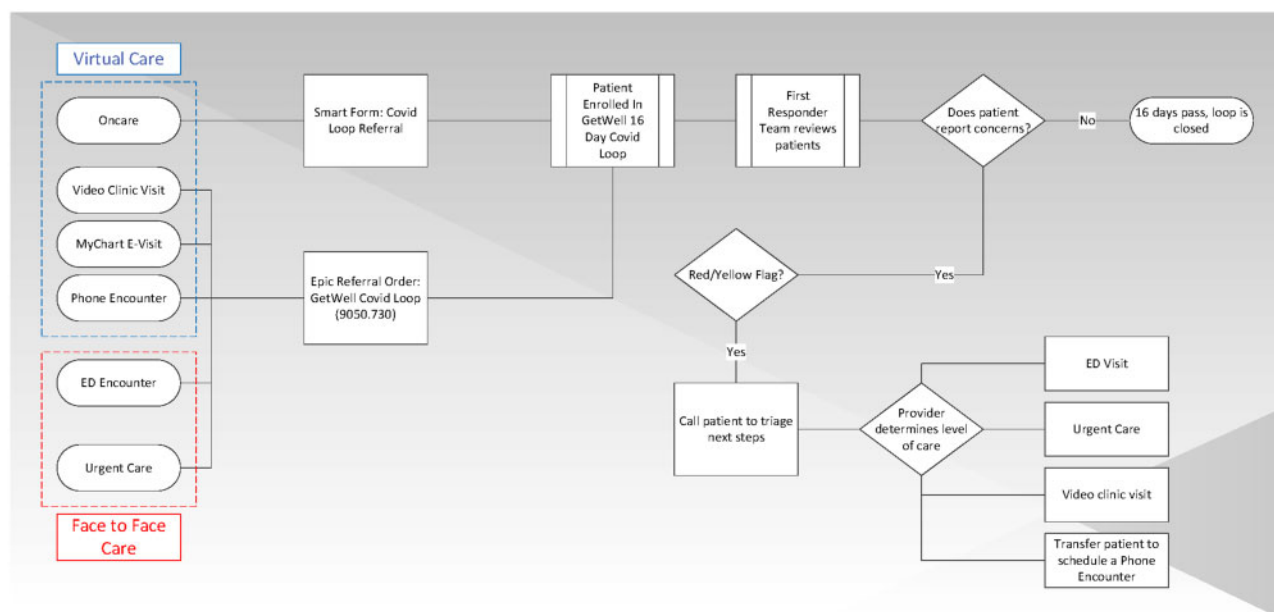 Virtual Care
Oncare
Video Clinic Visit
MyChart E-Visit
Phone Encounter
ED Encounter
Urgent Care
Face to Face
Care
Smart Form: Covid
Loop Referral
Epic Referral Order:
GetWell Covid Loop
(9050.730)
Patient
Enrolled In
GetWell 16
Day Covid
Loop
First
Responder
Team reviews
patients
Does patient
report concerns?
No
16 days pass, loop is
closed
Yes
Red/Yellow Flag?
Yes
Call patient to triage
next steps
Provider
determines level
of care
ED Visit
Urgent Care
Video clinic visit
Transfer patient to
schedule a Phone
Encounter